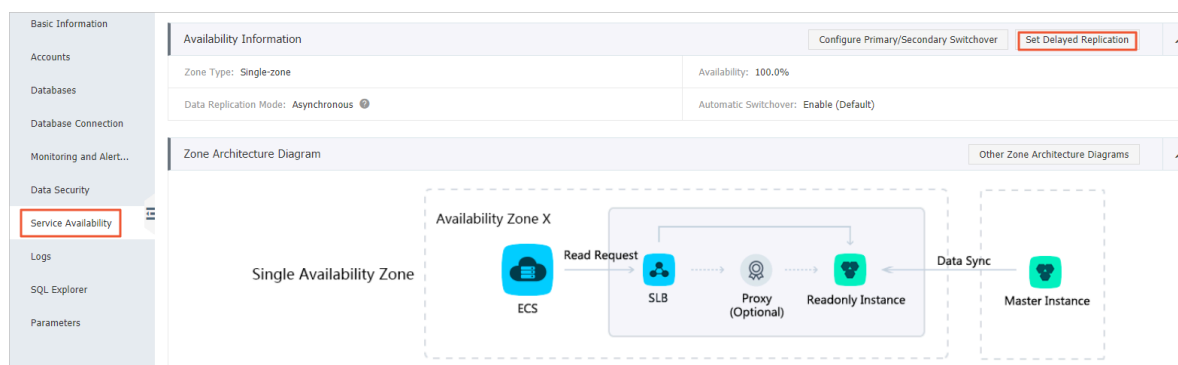 Basic Information
Accounts
Databases
Database Connection
Monitoring and Alert...
Data Security
Service Availability
Logs
SQL Explorer
Parameters
Availability Information
Configure Primary/Secondary Switchover
Set Delayed Replication
Zone Type: Single-zone
Availability: 100.0%
Data Replication Mode: Asynchronous ?
Automatic Switchover: Enable (Default)
Zone Architecture Diagram
Other Zone Architecture Diagrams
Single Availability Zone
Availability Zone X
ECS
Read Request
SLB
Proxy
(Optional)
Readonly Instance
Data Sync
Master Instance